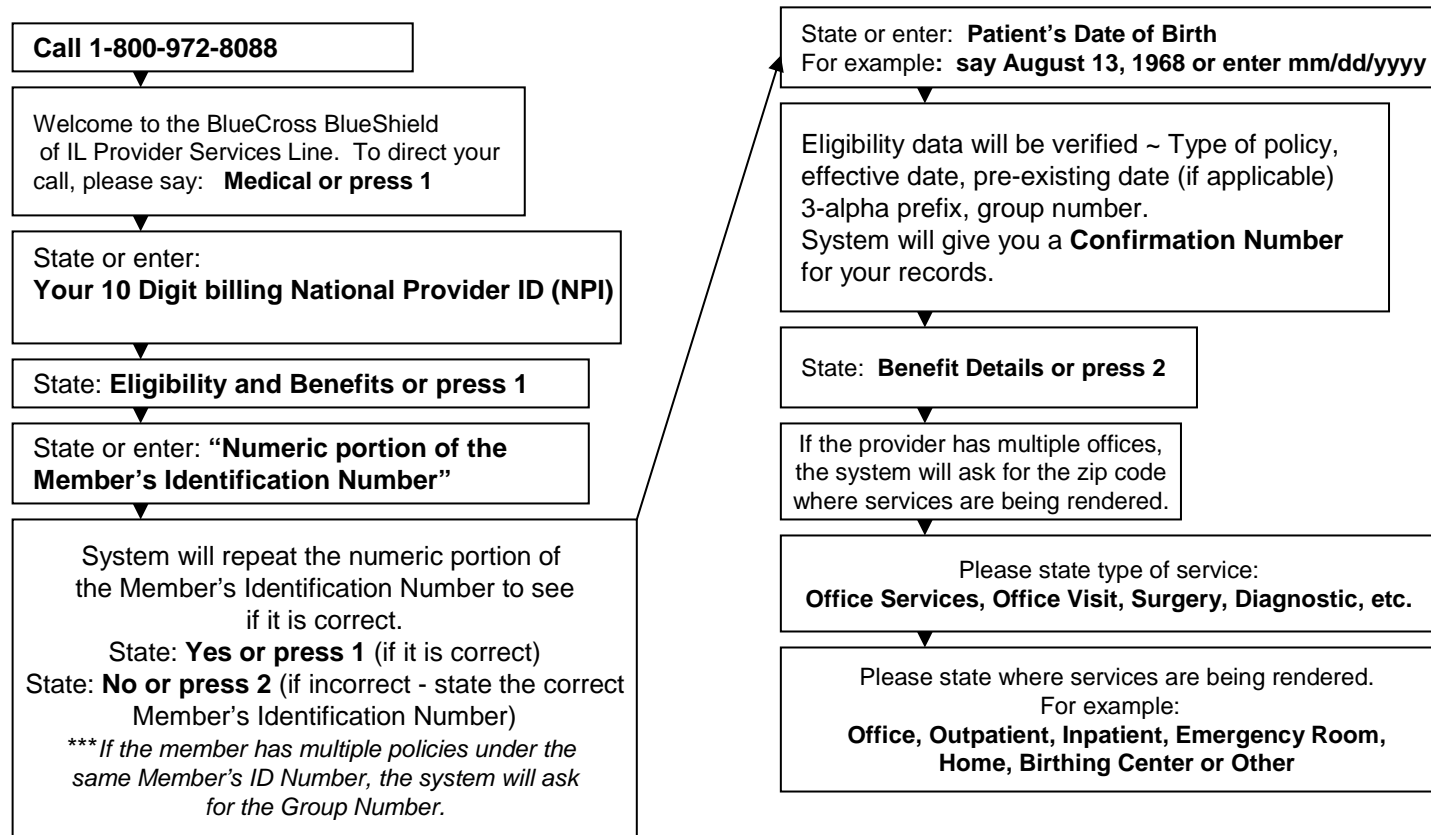 Call 1-800-972-8088
Welcome to the BlueCross BlueShield
of IL Provider Services Line. To direct your
call, please say: Medical or press 1
State or enter:
Your 10 Digit billing National Provider ID (NPI)
State: Eligibility and Benefits or press 1
State or enter: “Numeric portion of the
Member’s Identification Number”
System will repeat the numeric portion of
the Member’s Identification Number to see
if it is correct.
State: Yes or press 1 (if it is correct)
State: No or press 2 (if incorrect - state the correct
Member’s Identification Number)
***If the member has multiple policies under the
same Member’s ID Number, the system will ask
for the Group Number.
State or enter: Patient’s Date of Birth
For example: say August 13, 1968 or enter mm/dd/yyyy
Eligibility data will be verified ~ Type of policy,
effective date, pre-existing date (if applicable)
3-alpha prefix, group number.
System will give you a Confirmation Number
for your records.
State: Benefit Details or press 2
If the provider has multiple offices,
the system will ask for the zip code
where services are being rendered.
Please state type of service:
Office Services, Office Visit, Surgery, Diagnostic, etc.
Please state where services are being rendered.
For example:
Office, Outpatient, Inpatient, Emergency Room,
Home, Birthing Center or Other